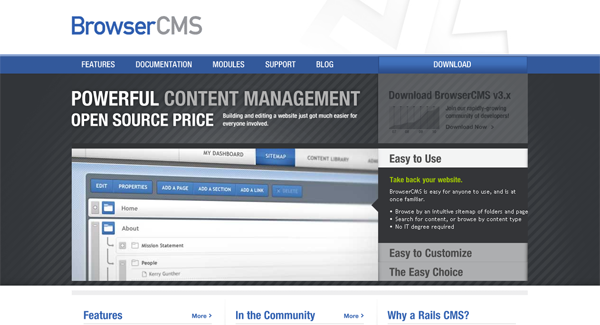 BrowserCMS
FEATURES DOCUMENTATION MODULES SUPPORT BLOG DOWNLOAD
POWERFUL CONTENT MANAGEMENT
OPEN SOURCE PRICE
Building and editing a website just got much easier for
everyone involved.
Download BrowserCMS v3.x
Join our rapidly-growing
community of developers!
Download Now
MY DASHBOARD SITEMAP CONTENT LIBRARY
EDIT PROPERTIES ADD A PAGE ADD A SECTION ADD A LINK DELETE
Home
About
Mission Statement
People
Kerry Gunther
Easy to Use
Take back your website.
BrowserCMS is easy for anyone to use, and is at
once familiar.
• Browse by an intuitive sitemap of folders and page
• Search for content, or browse by content type
• No IT degree required
Easy to Customize
The Easy Choice
Features More >
In the Community More >
Why a Rails CMS?